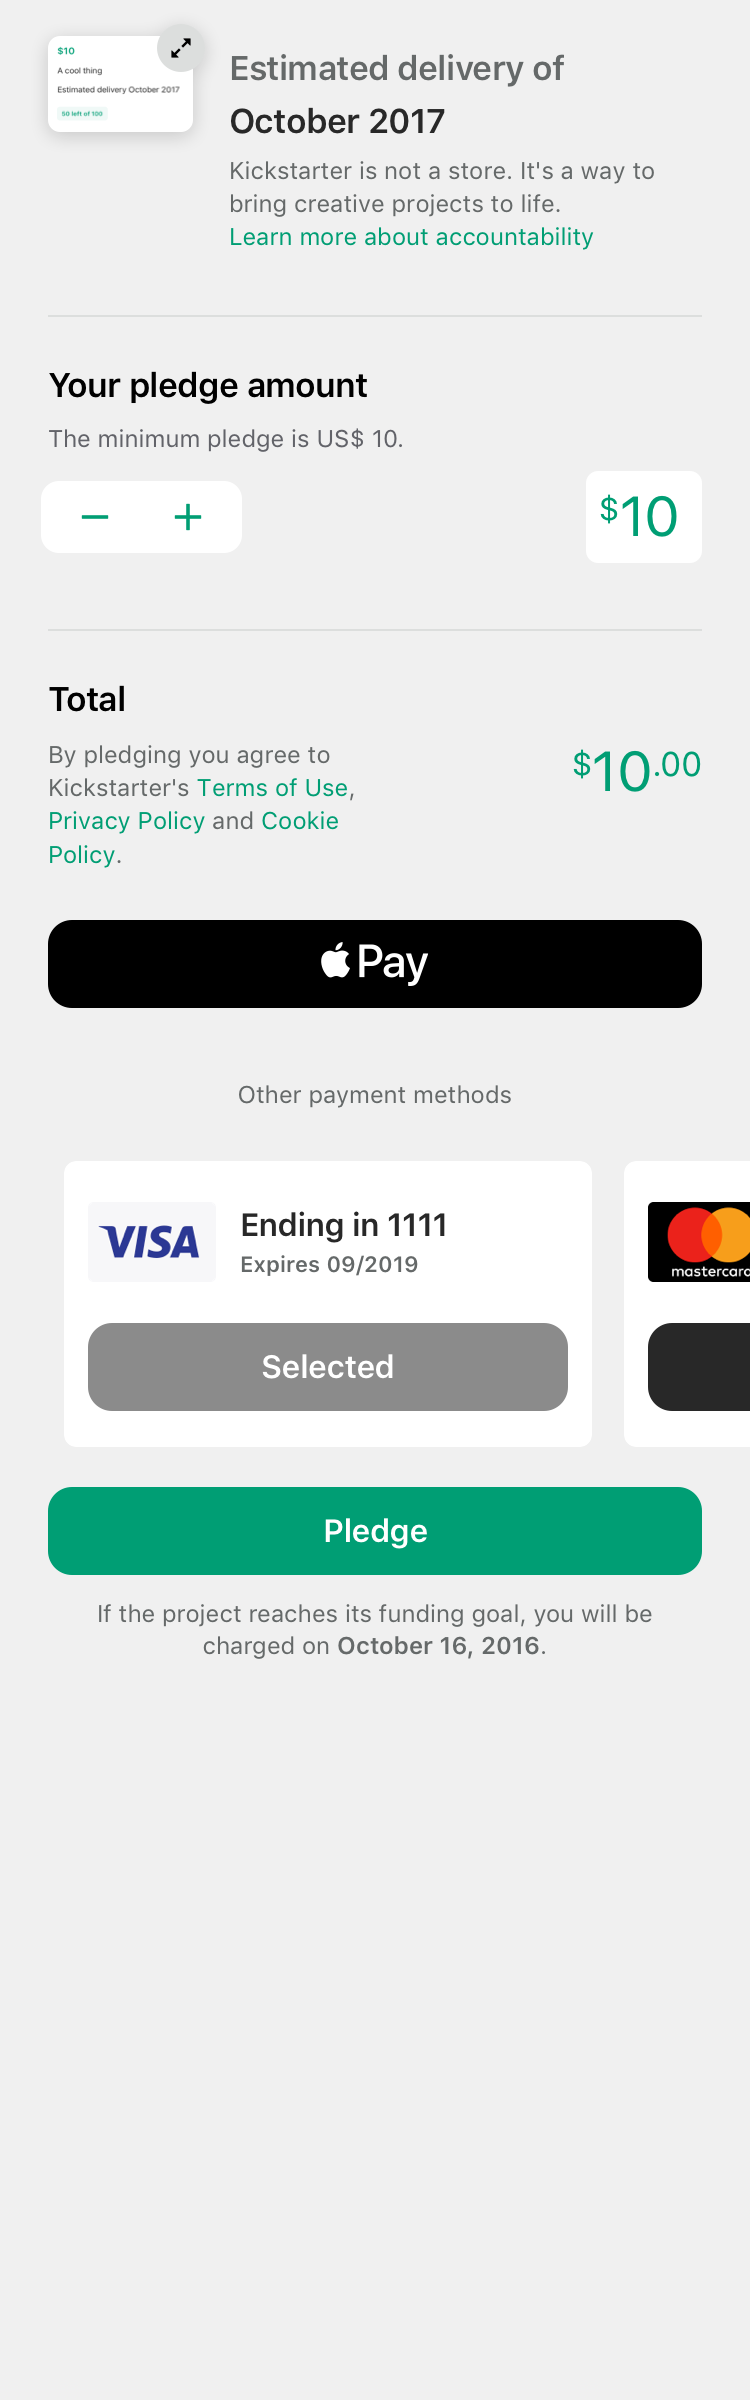 $10
A cool thing
Estimated delivery October 2017
50 left of 100
Estimated delivery of
October 2017
Kickstarter is not a store. It's a way to
bring creative projects to life.
Learn more about accountability
Your pledge amount
The minimum pledge is US$ 10.
$10
Total
By pledging you agree to
Kickstarter's Terms of Use,
Privacy Policy and Cookie
Policy.
$10.00
Pay
Other payment methods
VISA
Ending in 1111
Expires 09/2019
Selected
mastercard
Pledge
If the project reaches its funding goal, you will be
charged on October 16, 2016.